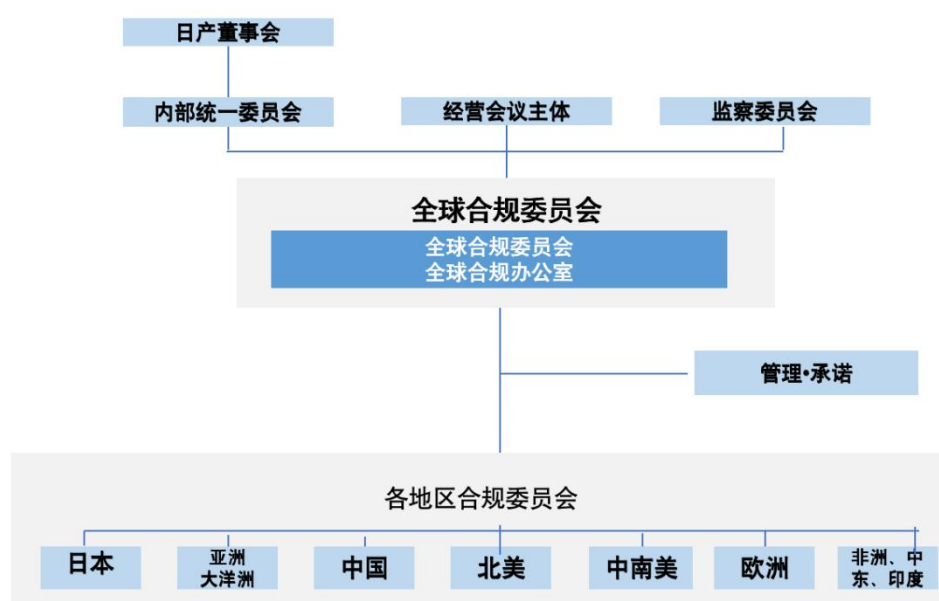 日产董事会
内部统一委员会
经营会议主体
监察委员会
全球合规委员会
全球合规委员会
全球合规办公室
管理•承诺
各地区合规委员会
日本
亚洲
大洋洲
中国
北美
中南美
欧洲
非洲、中
东、印度